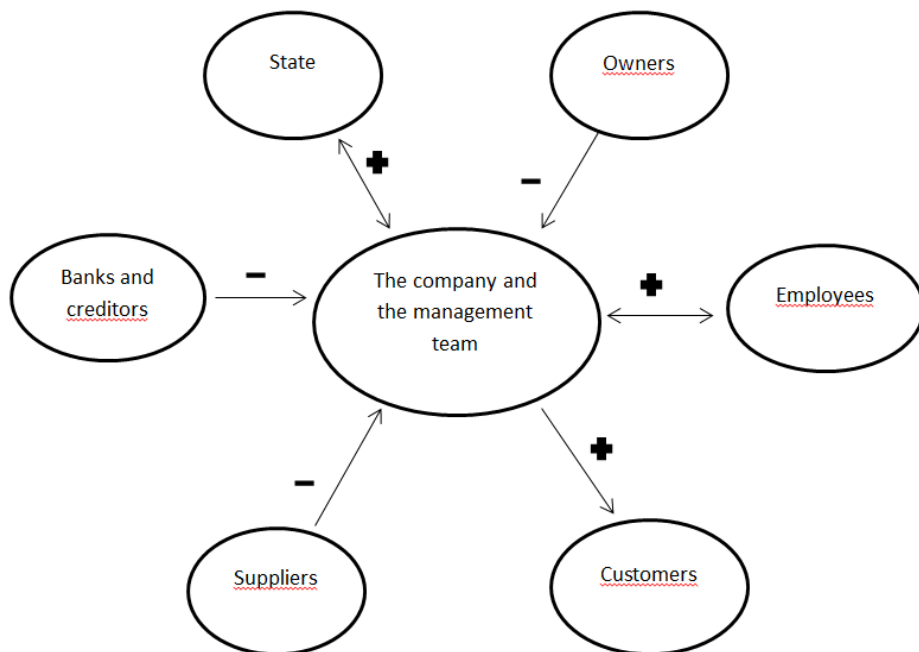 State
Owners
+
-
Banks and
creditors
-
The company and
the management
team
+
Employees
-
+
Suppliers
Customers